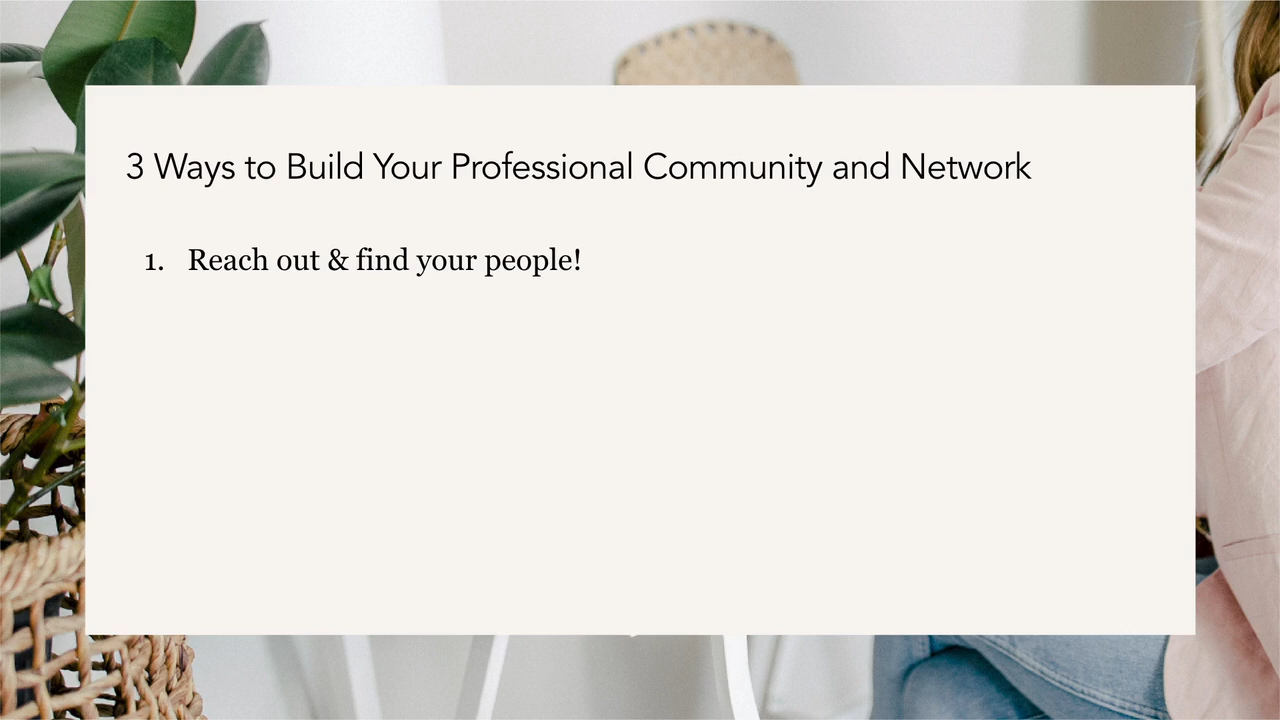 3 Ways to Build Your Professional Community and Network
1. Reach out & find your people!